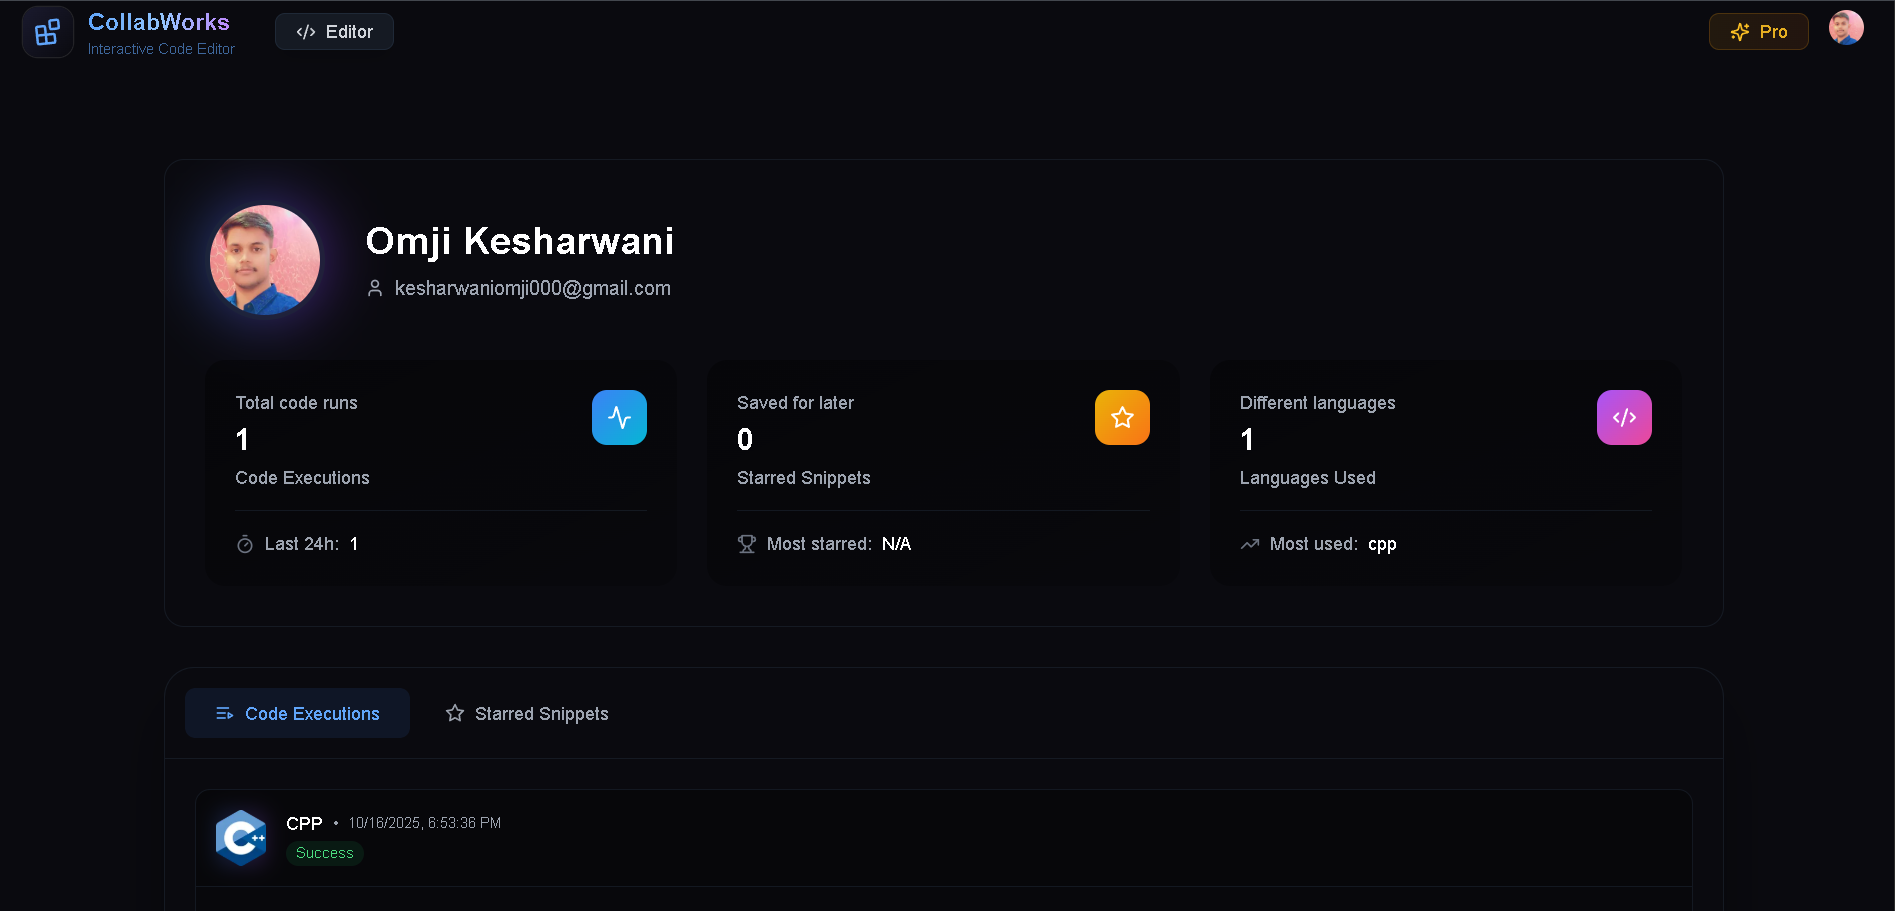 CollabWorks
Interactive Code Editor
</> Editor
Pro
Omji Kesharwani
kesharwaniomji000@gmail.com
Total code runs
1
Code Executions
Last 24h: 1
Saved for later
0
Starred Snippets
Most starred: N/A
Different languages
1
Languages Used
Most used: cpp
Code Executions
Starred Snippets
C++
CPP • 10/16/2025, 6:53:36 PM
Success